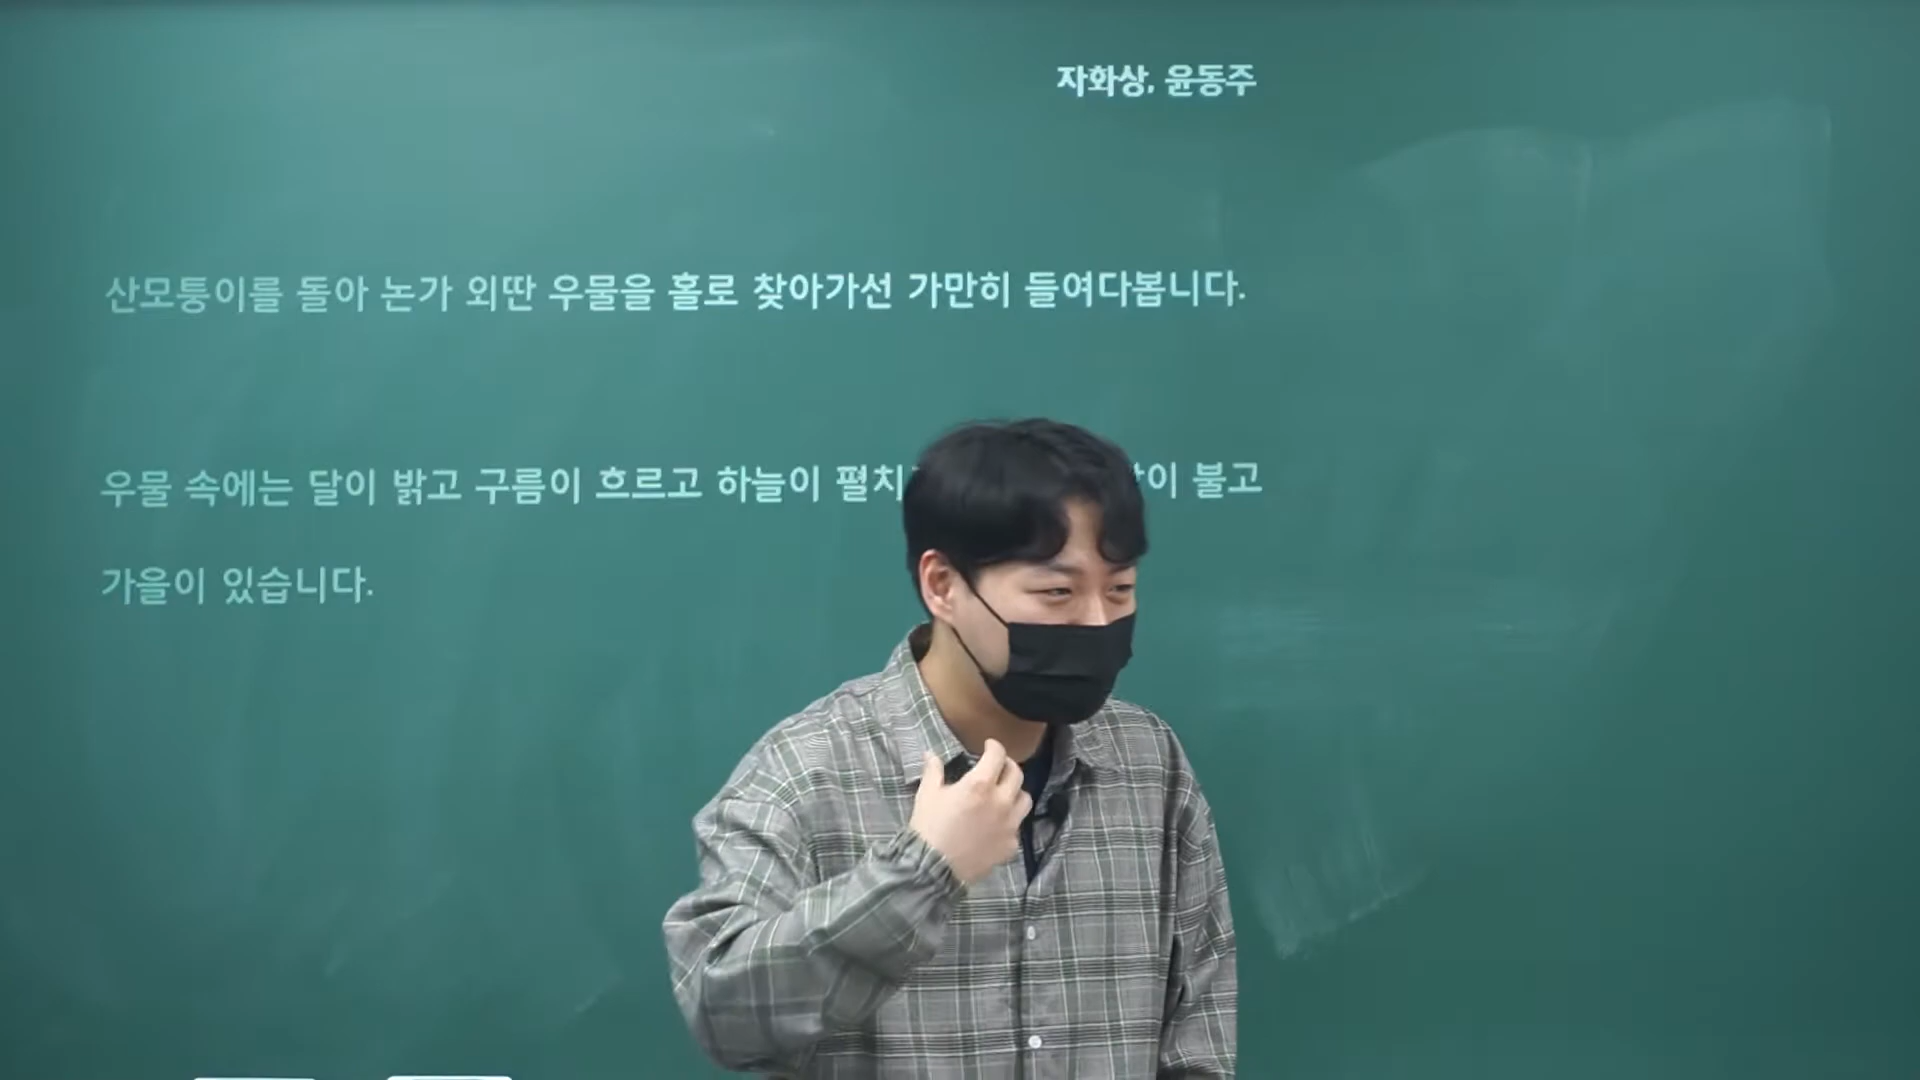 자화상, 윤동주
산모퉁이를 돌아 논가 외딴 우물을 홀로 찾아가선 가만히 들여다봅니다.
우물 속에는 달이 밝고 구름이 흐르고 하늘이 불고
가을이 있습니다.